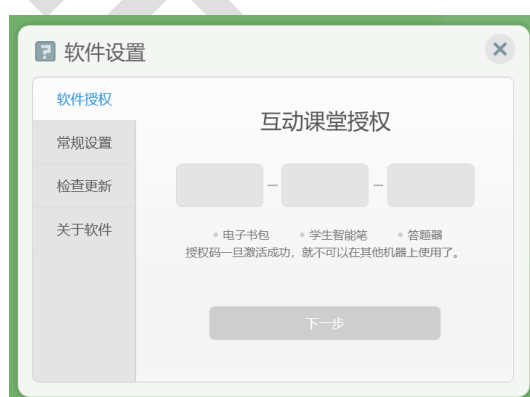 软件设置
软件授权
常规设置
检查更新
关于软件
互动课堂授权
– –
* 电子书包 * 学生智能笔 * 答题器
授权码一旦激活成功，就不可以在其他机器上使用了。
下一步